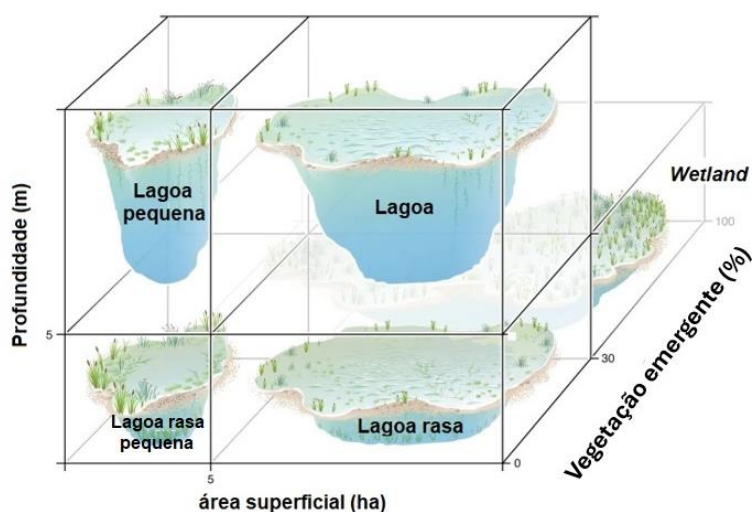 Wetland
Lagoa
pequena
Lagoa
100
Profundidade (m)
5
30
Vegetação emergente (%)
Lagoa rasa
pequena
Lagoa rasa
0
5
área superficial (ha)